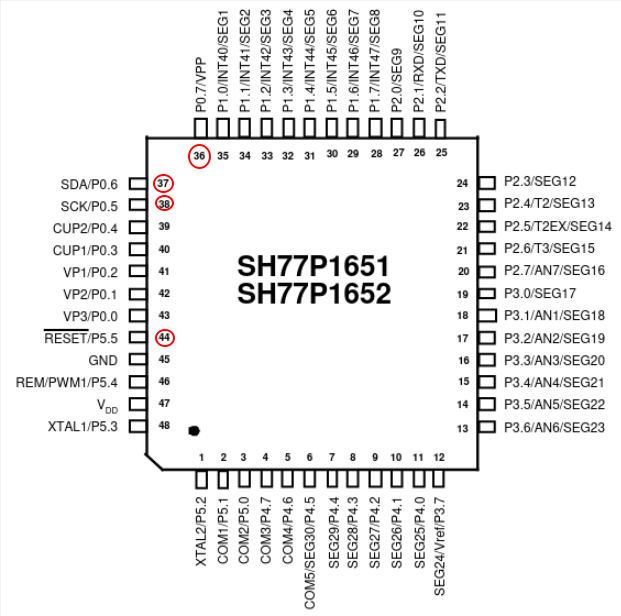 P0.7/VPP
P1.0/INT40/SEG1
P1.1/INT41/SEG2
P1.2/INT42/SEG3
P1.3/INT43/SEG4
P1.4/INT44/SEG5
P1.5/INT45/SEG6
P1.6/INT46/SEG7
P1.7/INT47/SEG8
P2.0/SEG9
P2.1/RXD/SEG10
P2.2/TXD/SEG11
36 35 34 33 32 31 30 29 28 27 26 25
SDA/P0.6 37
SCK/P0.5 38
CUP2/P0.4 39
CUP1/P0.3 40
VP1/P0.2 41
VP2/P0.1 42
VP3/P0.0 43
RESET/P5.5 44
GND 45
REM/PWM1/P5.4 46
VDD 47
XTAL1/P5.3 48
SH77P1651
SH77P1652
24 P2.3/SEG12
23 P2.4/T2/SEG13
22 P2.5/T2EX/SEG14
21 P2.6/T3/SEG15
20 P2.7/AN7/SEG16
19 P3.0/SEG17
18 P3.1/AN1/SEG18
17 P3.2/AN2/SEG19
16 P3.3/AN3/SEG20
15 P3.4/AN4/SEG21
14 P3.5/AN5/SEG22
13 P3.6/AN6/SEG23
1 2 3 4 5 6 7 8 9 10 11 12
XTAL2/P5.2
COM1/P5.1
COM2/P5.0
COM3/P4.7
COM4/P4.6
COM5/SEG30/P4.5
SEG29/P4.4
SEG28/P4.3
SEG27/P4.2
SEG26/P4.1
SEG25/P4.0
SEG24/Vref/P3.7